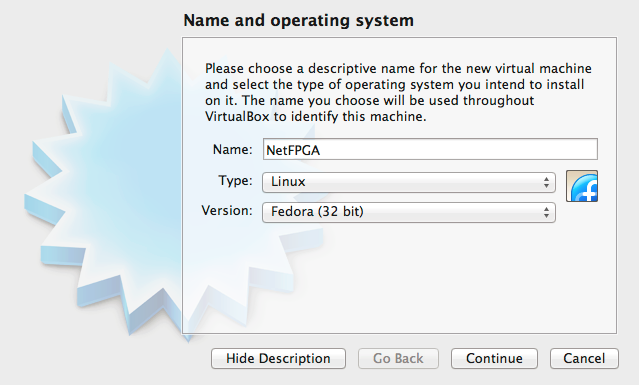 Name and operating system
Please choose a descriptive name for the new virtual machine
and select the type of operating system you intend to install
on it. The name you choose will be used throughout
VirtualBox to identify this machine.
Name: NetFPGA
Type: Linux
Version: Fedora (32 bit)
Hide Description Go Back Continue Cancel